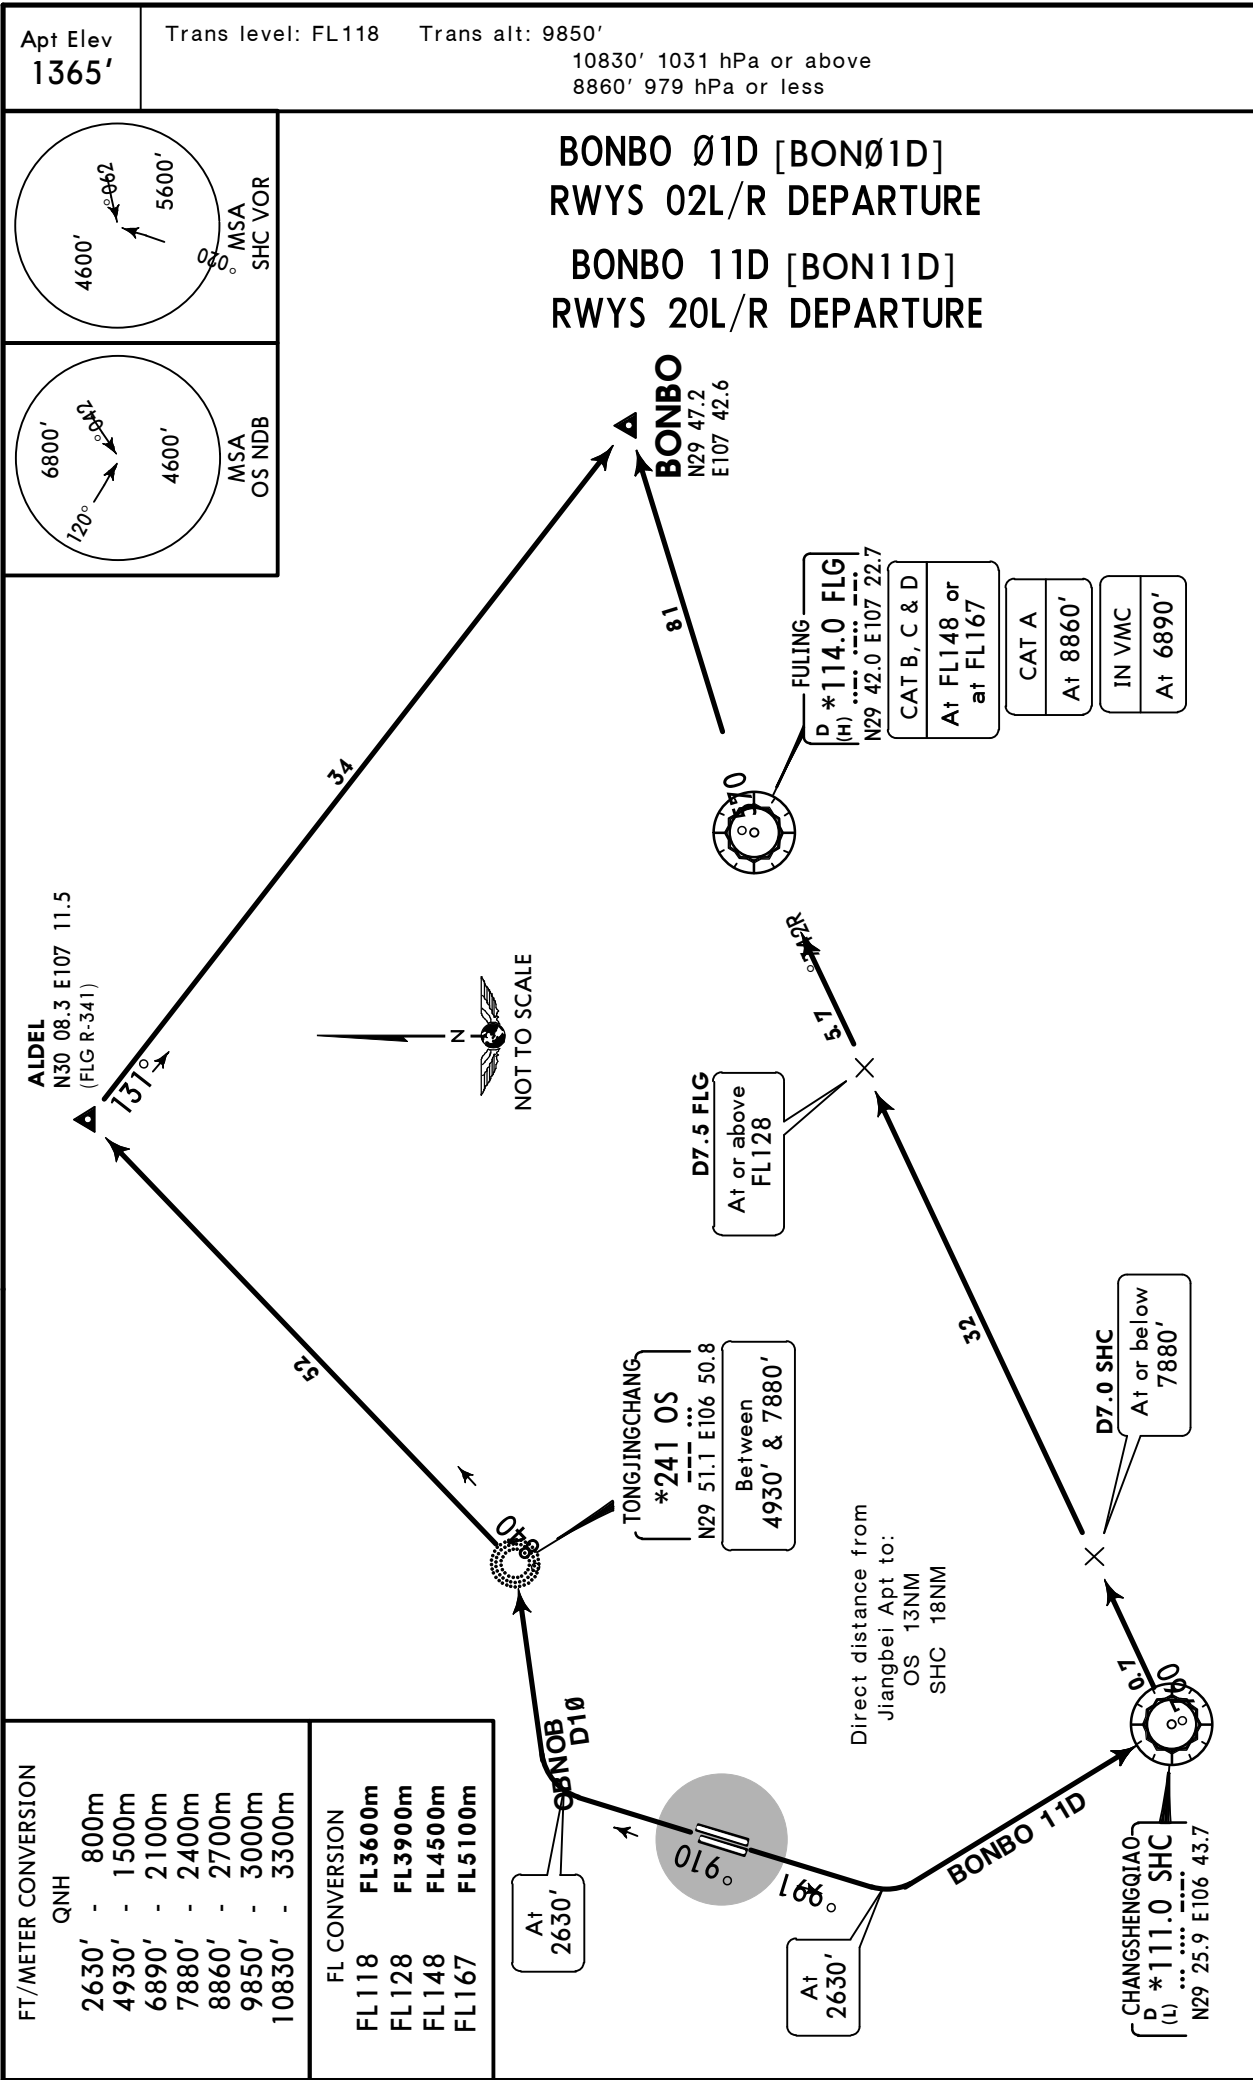 Apt Elev
1365'
Trans level: FL118 Trans alt: 9850'
10830' 1031 hPa or above
8860' 979 hPa or less
BONBO Ø1D [BONØ1D]
RWYS 02L/R DEPARTURE
BONBO 11D [BON11D]
RWYS 20L/R DEPARTURE
062°
5600'
4600'
020°
MSA
SHC VOR
6800'
042°
120°
4600'
MSA
OS NDB
BONBO
N29 47.2
E107 42.6
34
18
ALDEL
N30 08.3 E107 11.5
(FLG R-341)
131°
N
NOT TO SCALE
FULING
D
(H)
*114.0 FLG
N29 42.0 E107 22.7
CAT B, C & D
At FL148 or
at FL167
CAT A
At 8860'
IN VMC
At 6890'
5.7
D7.5 FLG
At or above
FL128
32
52
TONGJINGCHANG
*241 OS
N29 51.1 E106 50.8
Between
4930' & 7880'
D7.0 SHC
At or below
7880'
Direct distance from
Jiangbei Apt to:
OS 13NM
SHC 18NM
0.7
D1Ø
016°
At
2630'
At
2630'
BONBO 11D
CHANGSHENGQIAO
D
(L)
*111.0 SHC
N29 25.9 E106 43.7
FT/METER CONVERSION
QNH
2630' - 800m
4930' - 1500m
6890' - 2100m
7880' - 2400m
8860' - 2700m
9850' - 3000m
10830' - 3300m
FL CONVERSION
FL118 FL3600m
FL128 FL3900m
FL148 FL4500m
FL167 FL5100m